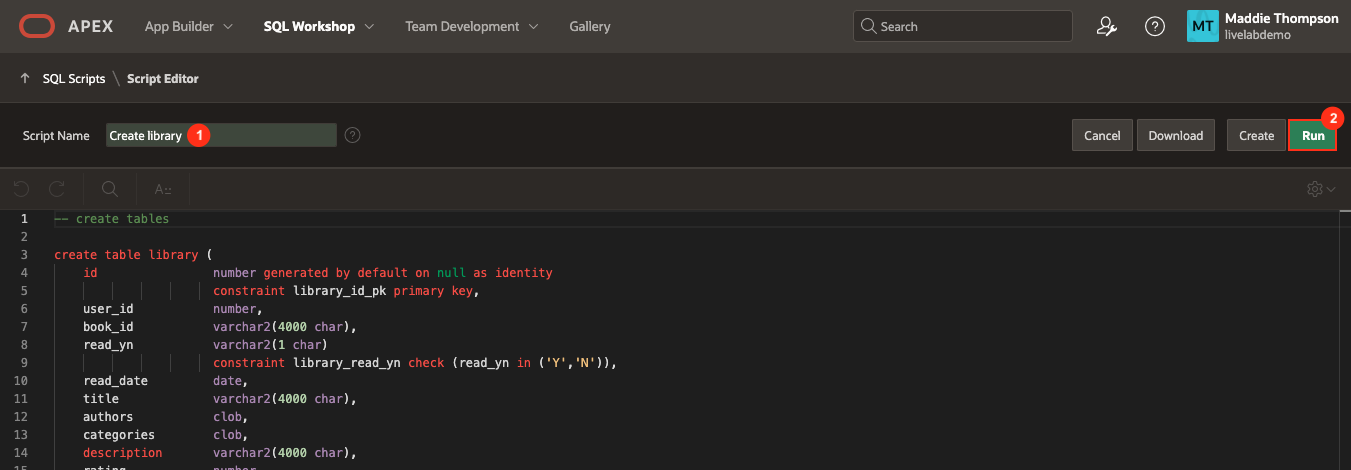 APEX App Builder SQL Workshop Team Development Gallery Search ? MT Maddie Thompson
livelabdemo
↑ SQL Scripts \ Script Editor
Script Name Create library 1 ? Cancel Download Create Run 2
A::
1 -- create tables
2
3 create table library (
4 id number generated by default on null as identity
5 constraint library_id_pk primary key,
6 user_id number,
7 book_id varchar2(4000 char),
8 read_yn varchar2(1 char)
9 constraint library_read_yn check (read_yn in ('Y','N')),
10 read_date date,
11 title varchar2(4000 char),
12 authors clob,
13 categories clob,
14 description varchar2(4000 char),
15 rating number